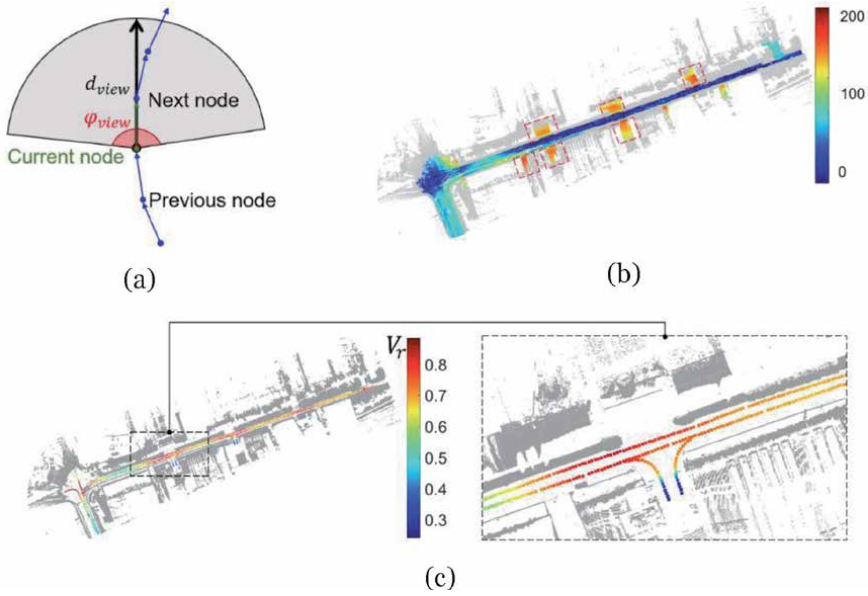 d_view
Next node
φ_view
Current node
Previous node
(a)
200
100
0
(b)
V_r
0.8
0.7
0.6
0.5
0.4
0.3
(c)